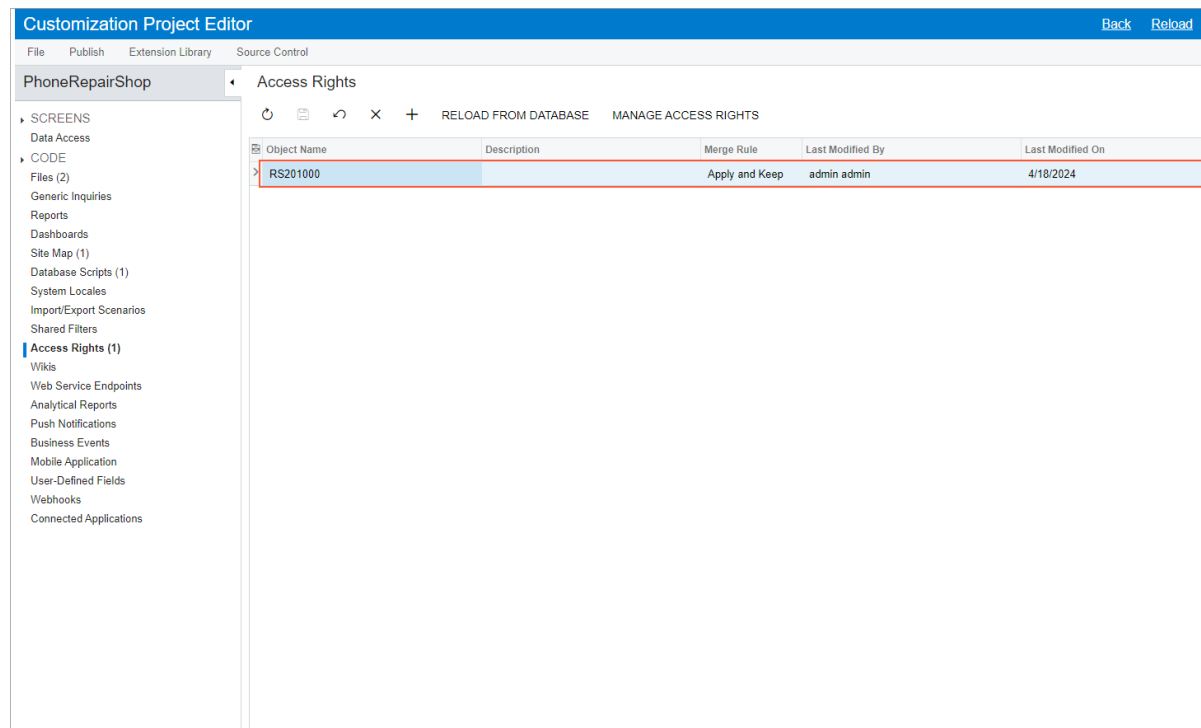 Customization Project Editor Back Reload
File Publish Extension Library Source Control
PhoneRepairShop
Access Rights
SCREENS
Data Access
CODE
Files (2)
Generic Inquiries
Reports
Dashboards
Site Map (1)
Database Scripts (1)
System Locales
Import/Export Scenarios
Shared Filters
Access Rights (1)
Wikis
Web Service Endpoints
Analytical Reports
Push Notifications
Business Events
Mobile Application
User-Defined Fields
Webhooks
Connected Applications
RELOAD FROM DATABASE MANAGE ACCESS RIGHTS
Object Name Description Merge Rule Last Modified By Last Modified On
RS201000 Apply and Keep admin admin 4/18/2024